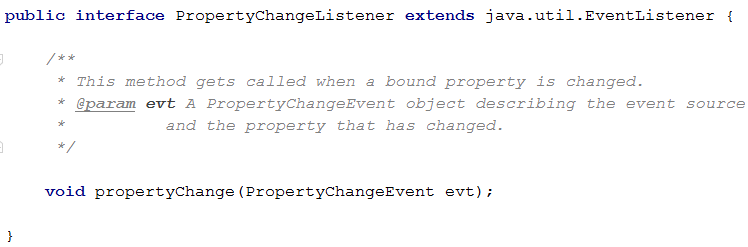 public interface PropertyChangeListener extends java.util.EventListener {
/**
* This method gets called when a bound property is changed.
* @param evt A PropertyChangeEvent object describing the event source
* and the property that has changed.
*/
void propertyChange(PropertyChangeEvent evt);
}